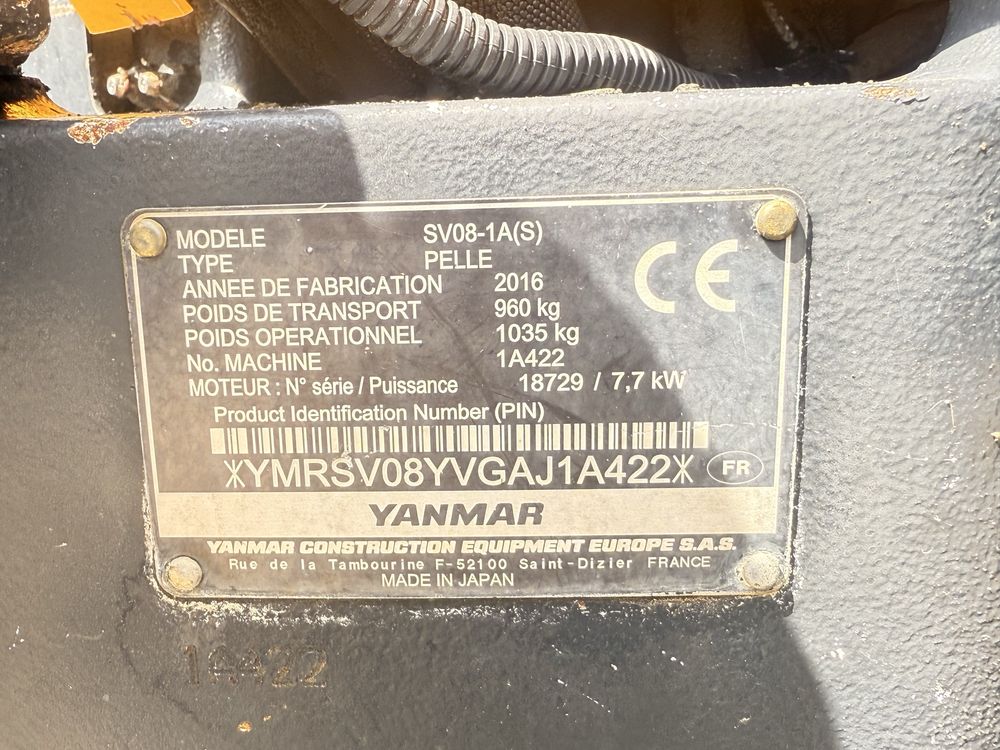 MODELE SV08-1A(S)
TYPE PELLE
ANNEE DE FABRICATION 2016
POIDS DE TRANSPORT 960 kg
POIDS OPERATIONNEL 1035 kg
No. MACHINE 1A422
MOTEUR : N° série / Puissance 18729 / 7,7 kW
CE
Product Identification Number (PIN)
*YMRSV08YVGAJ1A422* FR
YANMAR
YANMAR CONSTRUCTION EQUIPMENT EUROPE S.A.S.
Rue de la Tambourine F-52100 Saint-Dizier FRANCE
MADE IN JAPAN
1A422